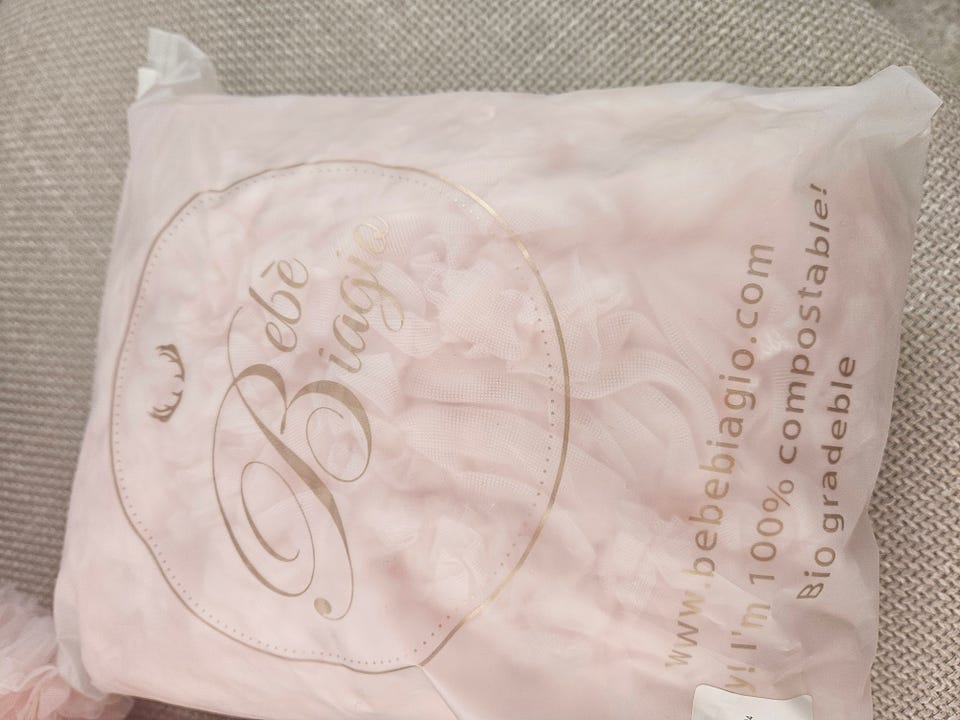 Bebè
Biagio
www.bebebiagio.com
y! I'm 100% compostable!
Bio gradeble